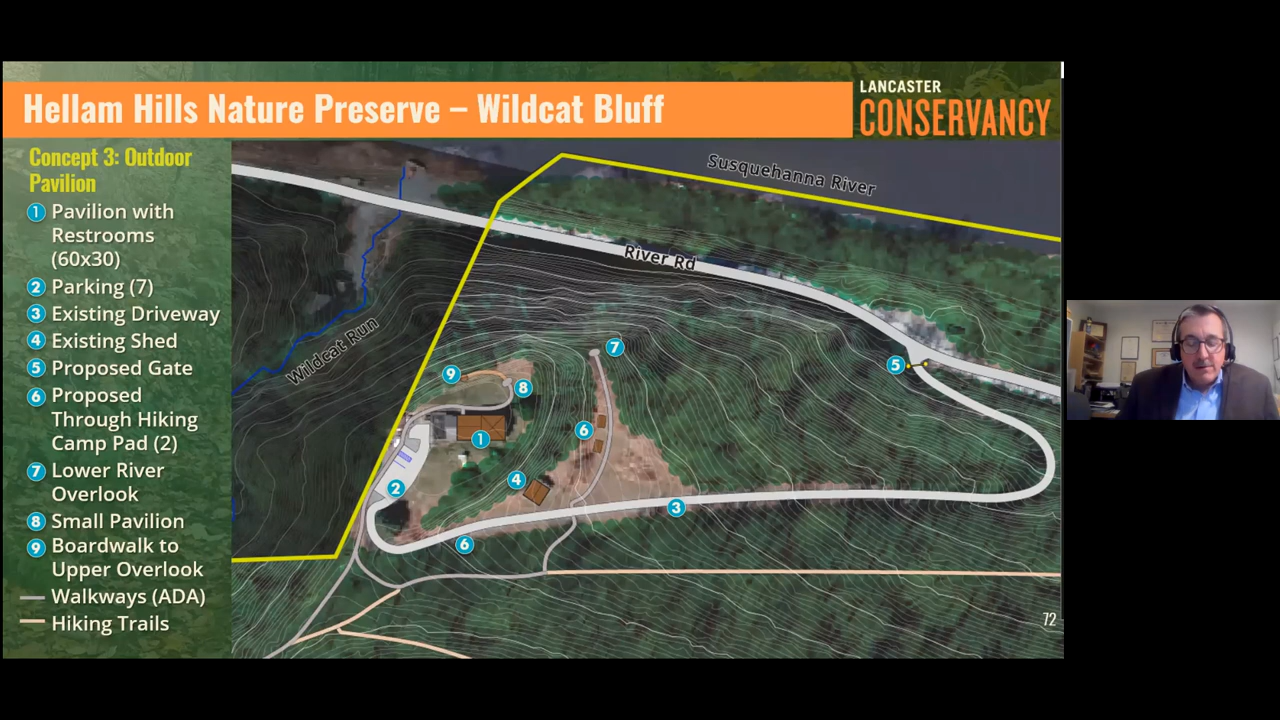 Hellam Hills Nature Preserve – Wildcat Bluff
LANCASTER
CONSERVANCY
Concept 3: Outdoor
Pavilion
1 Pavilion with
Restrooms
(60x30)
2 Parking (7)
3 Existing Driveway
4 Existing Shed
5 Proposed Gate
6 Proposed
Through Hiking
Camp Pad (2)
7 Lower River
Overlook
8 Small Pavilion
9 Boardwalk to
Upper Overlook
Walkways (ADA)
Hiking Trails
Susquehanna River
River Rd
Wildcat Run
7
5
9
8
6
1
4
2
3
6
72